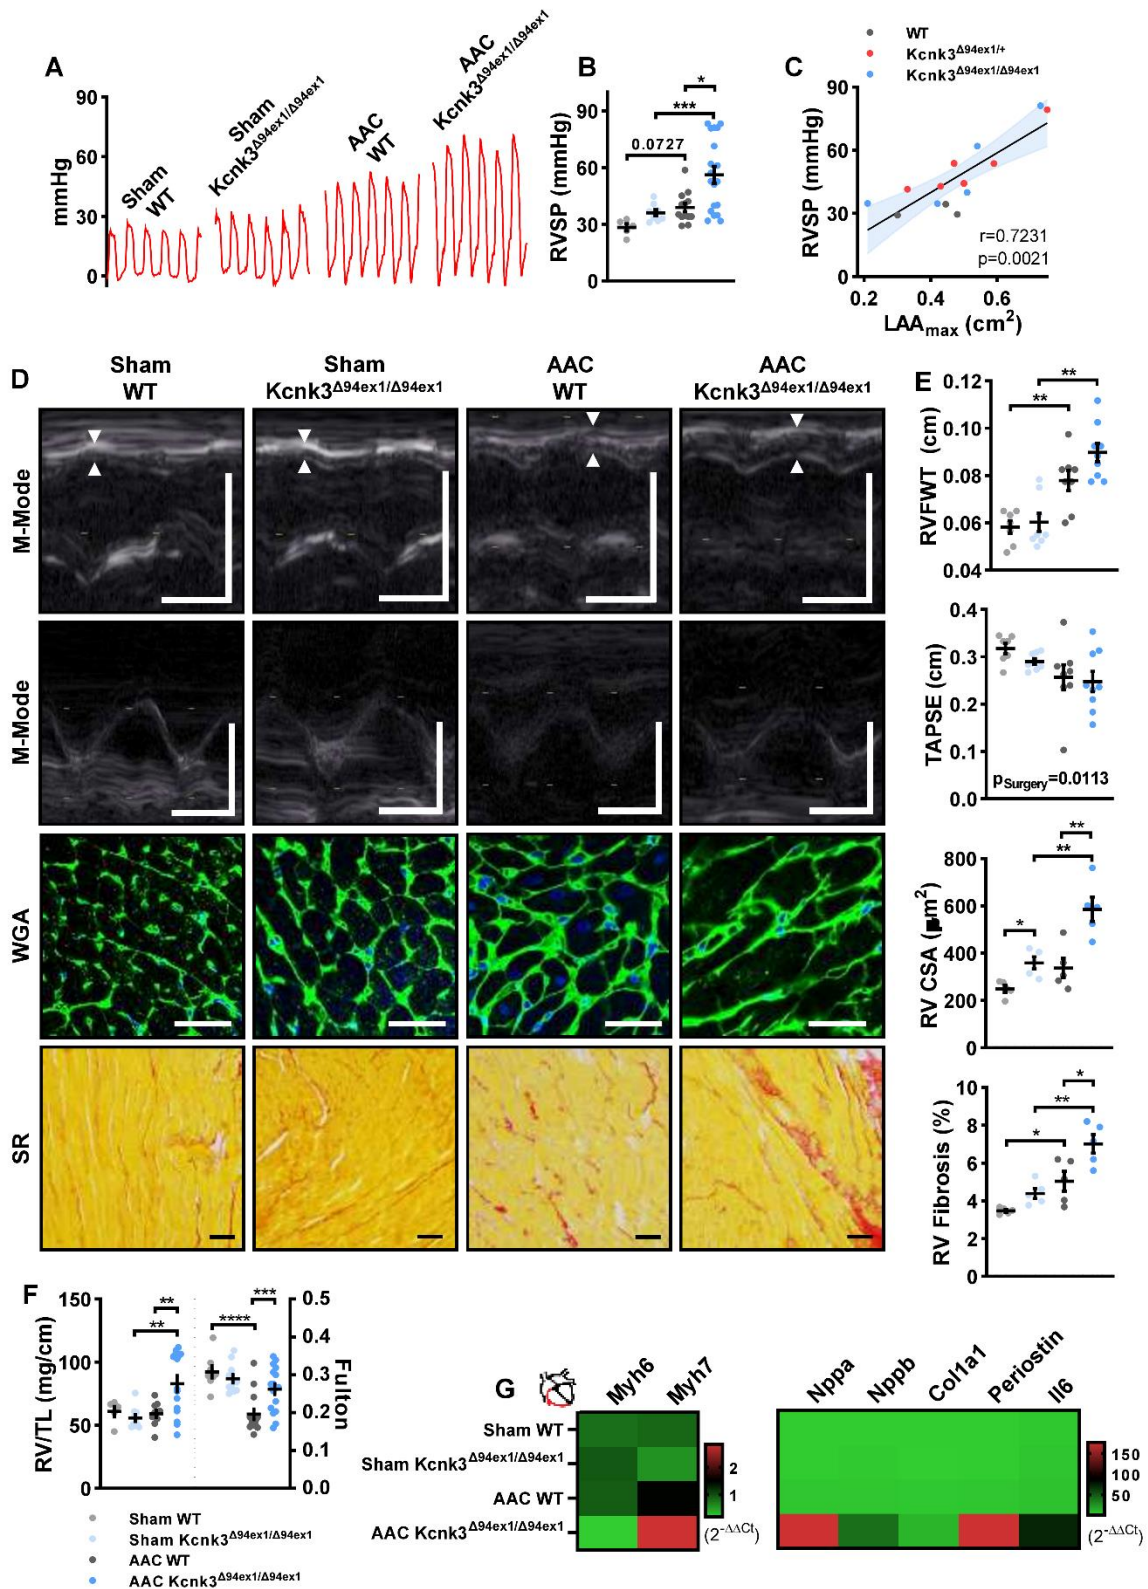 A
Sham
WT
Sham
Kcnk3Δ94ex1/Δ94ex1
AAC
WT
AAC
Kcnk3Δ94ex1/Δ94ex1
mmHg
90
60
30
0
B
*
***
0.0727
RVSP (mmHg)
90
60
30
0
C
WT
Kcnk3Δ94ex1/+
Kcnk3Δ94ex1/Δ94ex1
RVSP (mmHg)
90
60
30
0
r=0.7231
p=0.0021
0.2 0.4 0.6
LAAmax (cm²)
D
Sham
WT
Sham
Kcnk3Δ94ex1/Δ94ex1
AAC
WT
AAC
Kcnk3Δ94ex1/Δ94ex1
M-Mode
M-Mode
WGA
SR
E
**
**
RVFWT (cm)
0.12
0.10
0.08
0.06
0.04
TAPSE (cm)
0.4
0.3
0.2
0.1
0.0
pSurgery=0.0113
**
**
*
RV CSA (μm²)
800
600
400
200
0
*
**
*
RV Fibrosis (%)
10
8
6
4
2
0
F
RV/TL (mg/cm)
150
100
50
0
**
**
****
***
0.5
0.4
0.3
0.2
0.1
0.0
Fulton
Sham WT
Sham Kcnk3Δ94ex1/Δ94ex1
AAC WT
AAC Kcnk3Δ94ex1/Δ94ex1
G
Myh6
Myh7
Nppa
Nppb
Col1a1
Periostin
Il6
Sham WT
Sham Kcnk3Δ94ex1/Δ94ex1
AAC WT
AAC Kcnk3Δ94ex1/Δ94ex1
2
1
(2-ΔΔCt)
150
100
50
(2-ΔΔCt)